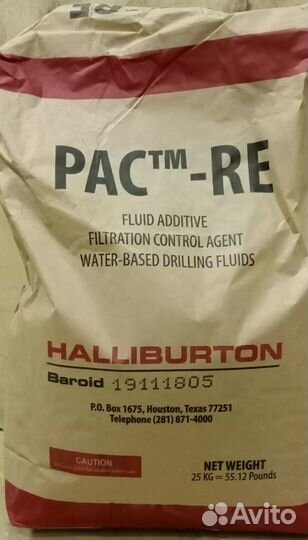 PAC™-RE
FLUID ADDITIVE
FILTRATION CONTROL AGENT
WATER-BASED DRILLING FLUIDS
HALLIBURTON
Baroid 19111805
P.O. Box 1675, Houston, Texas 77251
Telephone (281) 871-4000
CAUTION
NET WEIGHT
25 KG = 55.12 Pounds
Avito